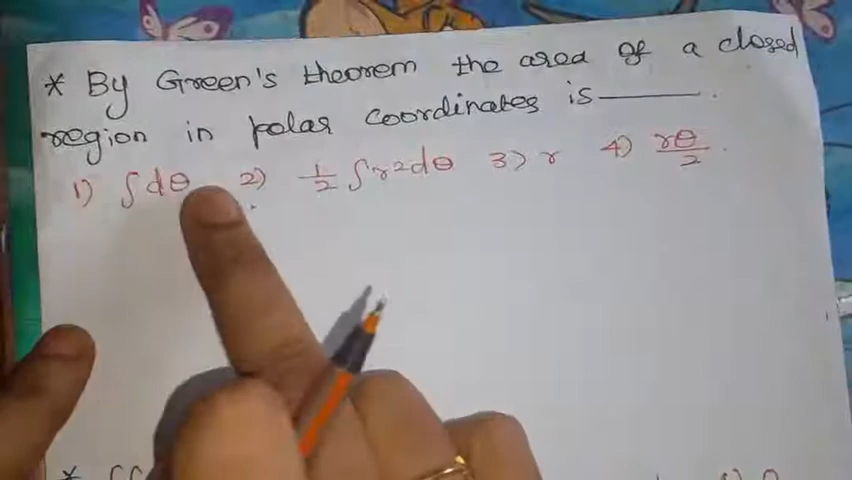 * By Green's theorem the area of a closed
region in polar coordinates is ———.
1) ∫dθ 2) 1/2 ∫r2dθ 3) r 4) rθ/2 .